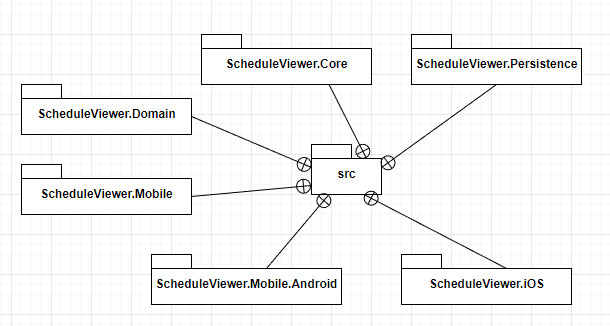 ScheduleViewer.Core
ScheduleViewer.Persistence
ScheduleViewer.Domain
src
ScheduleViewer.Mobile
ScheduleViewer.Mobile.Android
ScheduleViewer.iOS